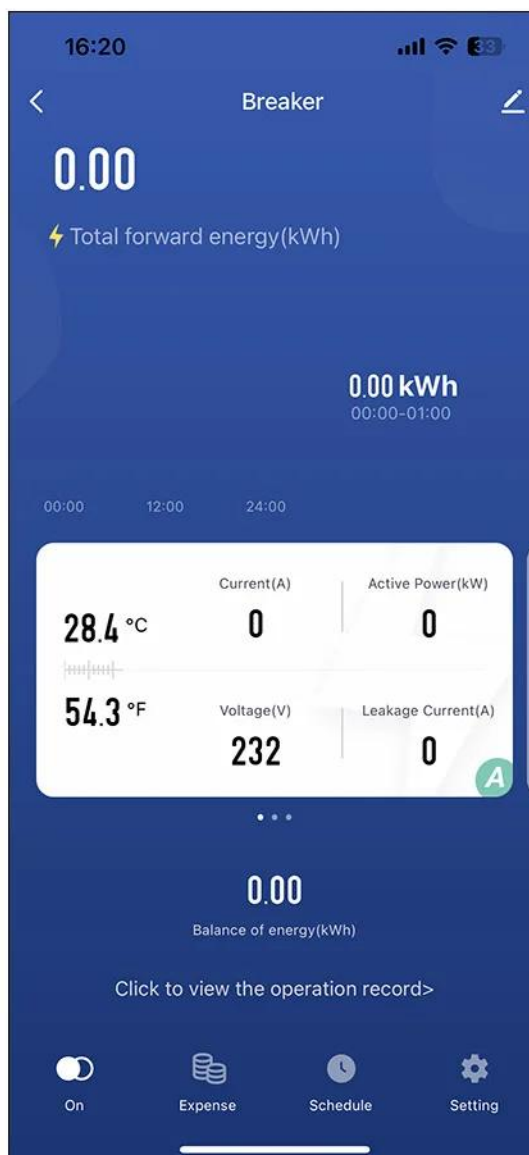 16:20
33
Breaker
0.00
Total forward energy(kWh)
0.00 kWh
00:00-01:00
00:00 12:00 24:00
Current(A) Active Power(kW)
28.4 °C 0 0
54.3 °F Voltage(V) Leakage Current(A)
232 0
A
0.00
Balance of energy(kWh)
Click to view the operation record>
On Expense Schedule Setting